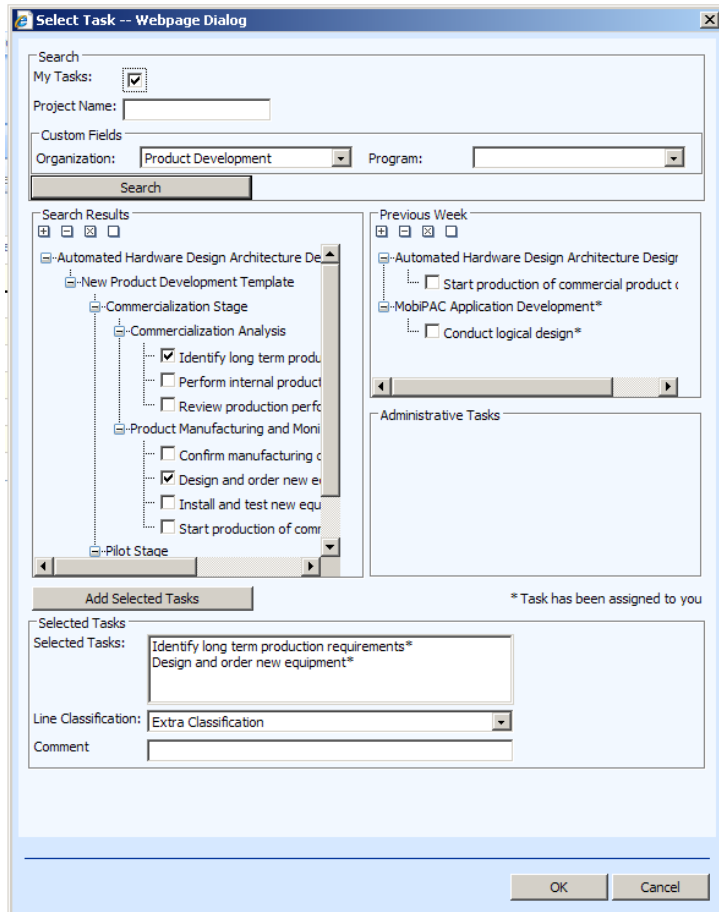 Select Task -- Webpage Dialog
Search
My Tasks:
Project Name:
Custom Fields
Organization: Product Development Program:
Search
Search Results
Automated Hardware Design Architecture De
New Product Development Template
Commercialization Stage
Commercialization Analysis
Identify long term produ
Perform internal product
Review production perfo
Product Manufacturing and Moni
Confirm manufacturing
Design and order new e
Install and test new equ
Start production of comm
Pilot Stage
Previous Week
Automated Hardware Design Architecture Design
Start production of commercial product
MobiPAC Application Development*
Conduct logical design*
Administrative Tasks
Add Selected Tasks
* Task has been assigned to you
Selected Tasks
Selected Tasks:
Identify long term production requirements*
Design and order new equipment*
Line Classification: Extra Classification
Comment
OK Cancel